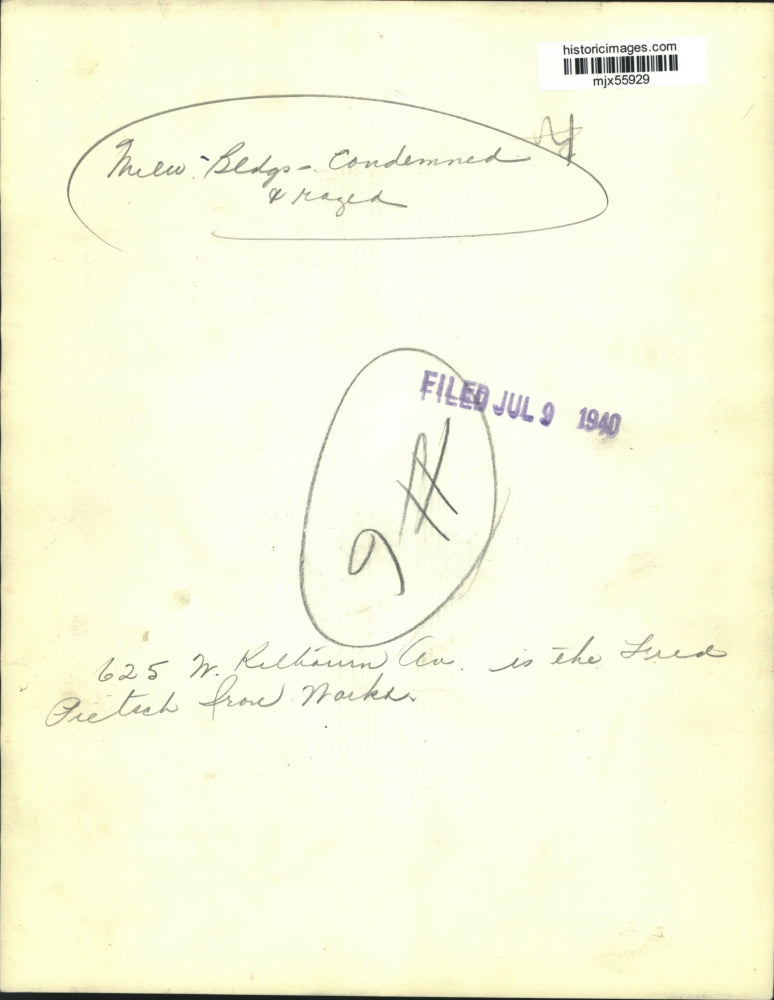 historicimages.com
mjx55929
Milw. Bldgs - Condemned
& razed
FILED JUL 9 1940
625 W. Kilbourn Av. is the Fred
Pietsch Iron Works.